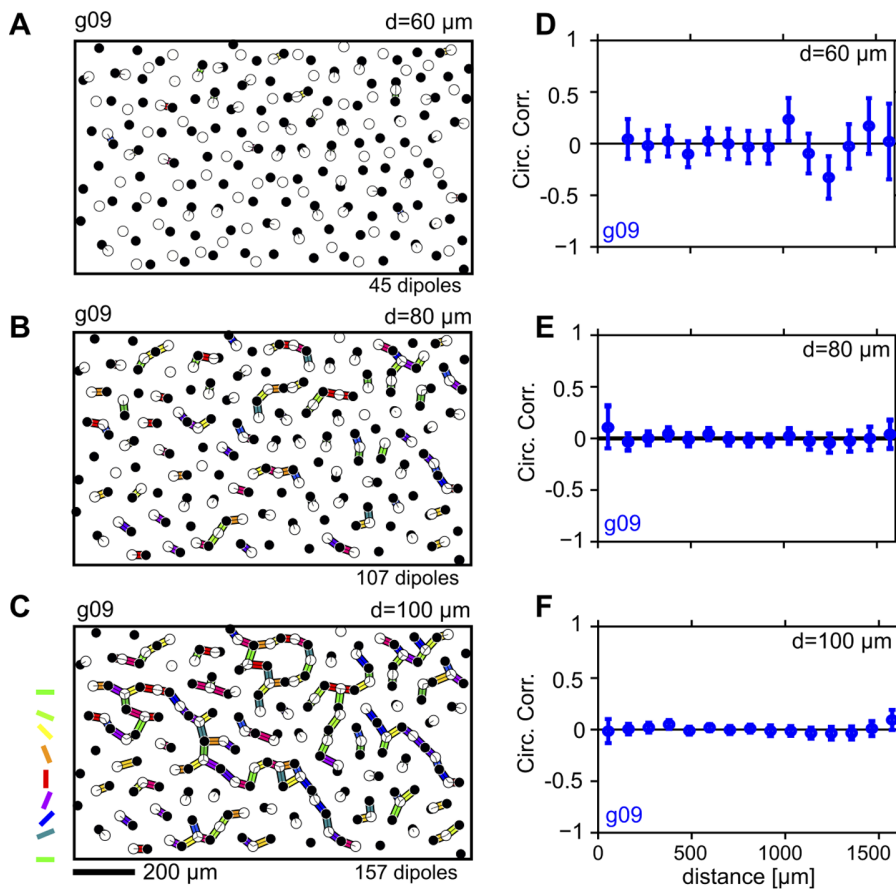 A
g09
d=60 µm
45 dipoles
B
g09
d=80 µm
107 dipoles
C
g09
d=100 µm
200 µm
157 dipoles
D
1
0.5
0
-0.5
−1
Circ. Corr.
d=60 µm
g09
E
1
0.5
0
-0.5
−1
Circ. Corr.
d=80 µm
g09
F
1
0.5
0
-0.5
−1
Circ. Corr.
d=100 µm
g09
0 500 1000 1500
distance [µm]